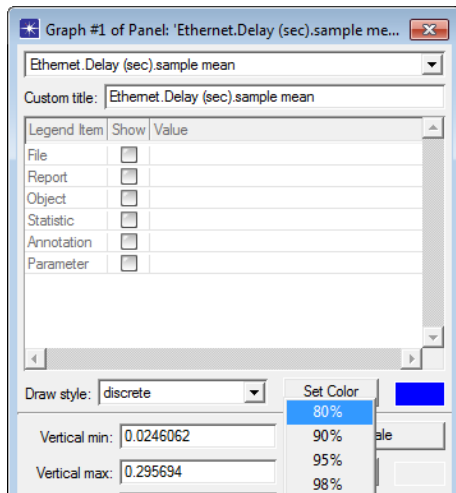 Graph #1 of Panel: 'Ethernet.Delay (sec).sample me...
Ethernet.Delay (sec).sample mean
Custom title: Ethernet.Delay (sec).sample mean
Legend Item Show Value
File
Report
Object
Statistic
Annotation
Parameter
Draw style: discrete Set Color
80%
Vertical min: 0.0246062 90% ale
95%
Vertical max: 0.295694
98%